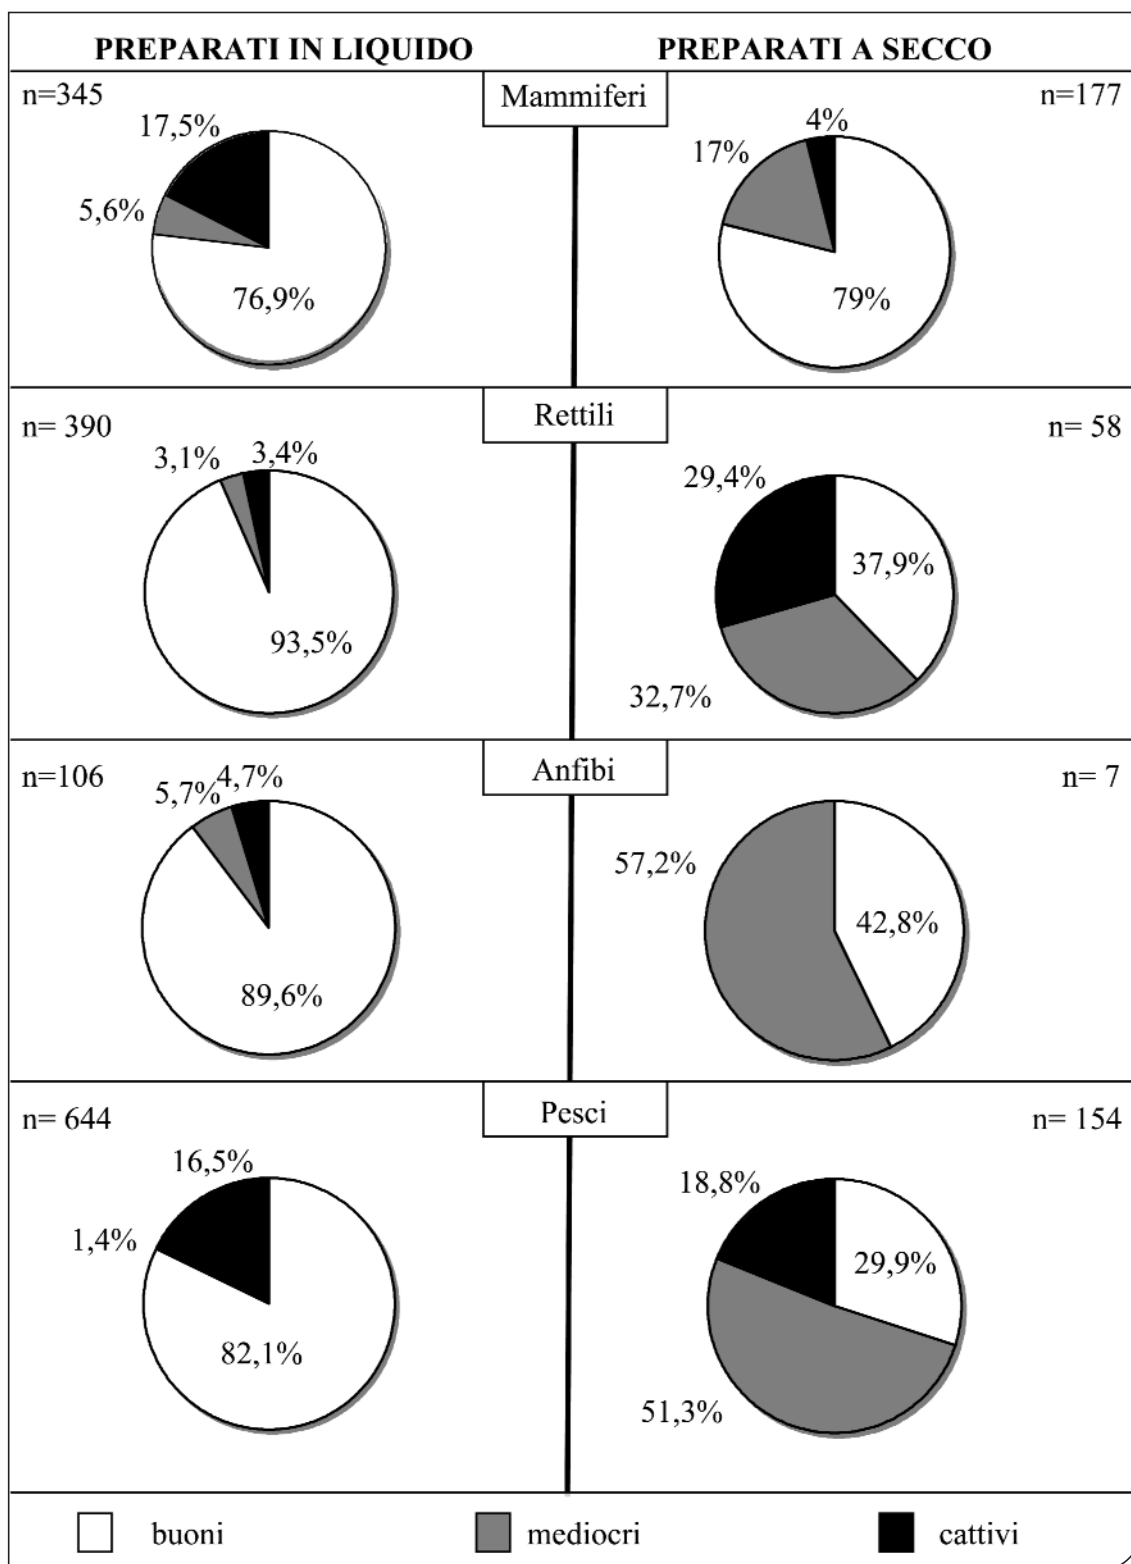 PREPARATI IN LIQUIDO
PREPARATI A SECCO
Mammiferi
n=345
n=177
17,5%
5,6%
76,9%
4%
17%
79%
Rettili
n= 390
n= 58
3,1%
3,4%
93,5%
29,4%
37,9%
32,7%
Anfibi
n=106
n= 7
5,7%
4,7%
89,6%
57,2%
42,8%
Pesci
n= 644
n= 154
16,5%
1,4%
82,1%
18,8%
29,9%
51,3%
buoni
mediocri
cattivi